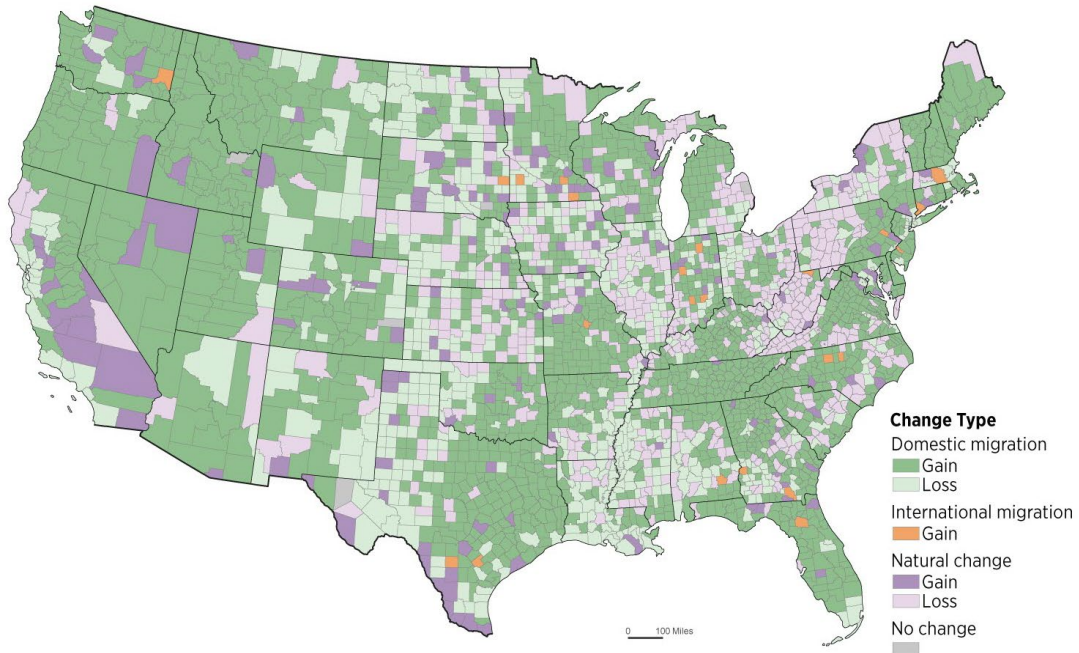 Change Type
Domestic migration
Gain
Loss
International migration
Gain
Natural change
Gain
Loss
No change
0 100 Miles